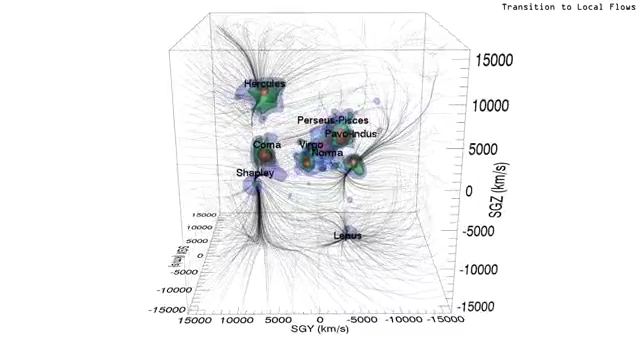 Transition to Local Flows
15000
Hercules
10000
Perseus-Pisces
Pavo-Indus
Coma
Virgo
Norma
5000
Shapley
0
SGZ (km/s)
15000
10000
5000
0
-5000
-10000
-15000
Lepus
-5000
-10000
-15000
15000 10000 5000 0 -5000 -10000 -15000
SGY (km/s)